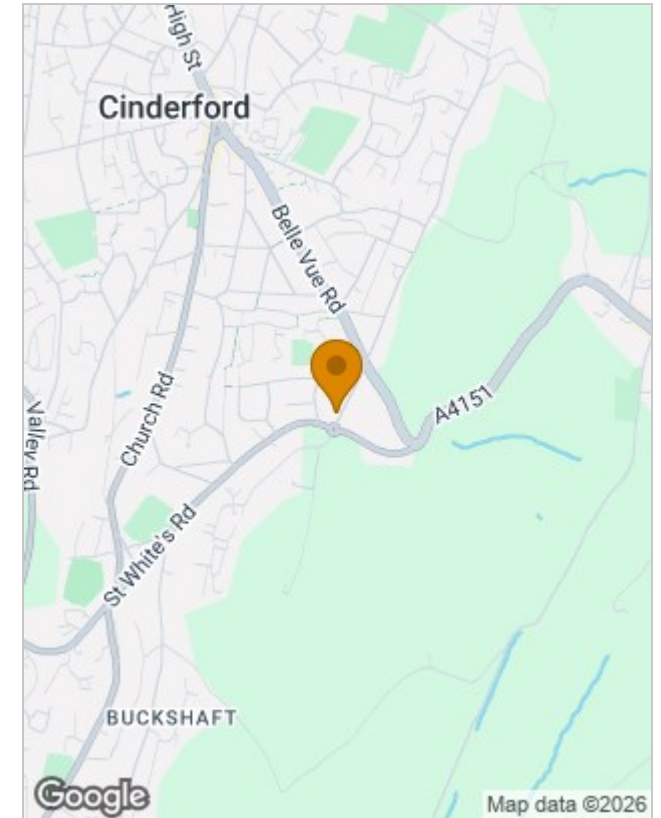 High St
Cinderford
Belle Vue Rd
A4151
Church Rd
Valley Rd
St White's Rd
BUCKSHAFT
Google
Map data ©2026